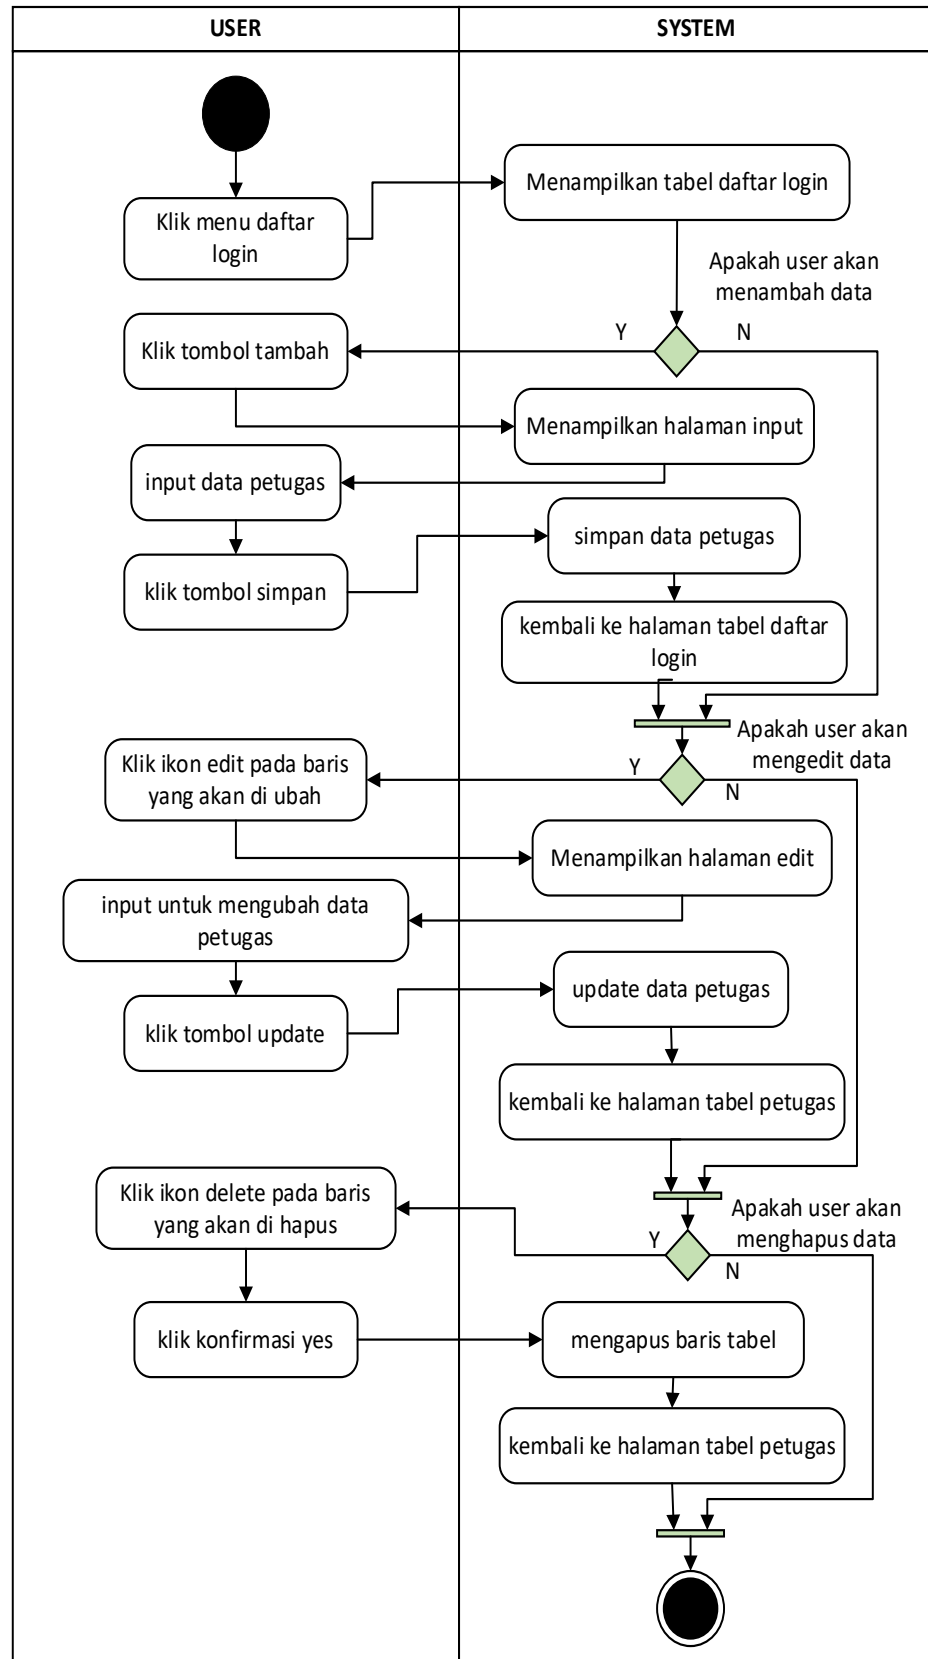 USER
SYSTEM
Menampilkan tabel daftar login
Klik menu daftar
login
Apakah user akan
menambah data
Y
N
Klik tombol tambah
Menampilkan halaman input
input data petugas
simpan data petugas
klik tombol simpan
kembali ke halaman tabel daftar
login
Apakah user akan
mengedit data
Klik ikon edit pada baris
yang akan di ubah
Y
N
Menampilkan halaman edit
input untuk mengubah data
petugas
update data petugas
klik tombol update
kembali ke halaman tabel petugas
Klik ikon delete pada baris
yang akan di hapus
Apakah user akan
menghapus data
Y
N
klik konfirmasi yes
mengapus baris tabel
kembali ke halaman tabel petugas